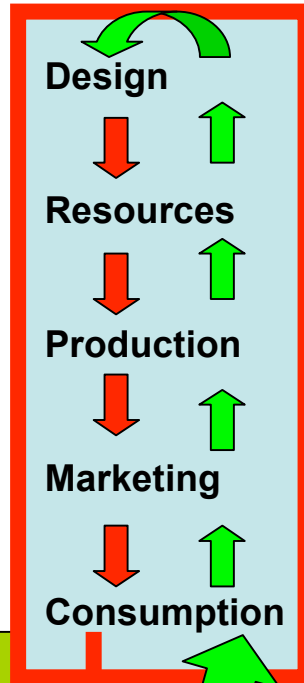 Design
Resources
Production
Marketing
Consumption